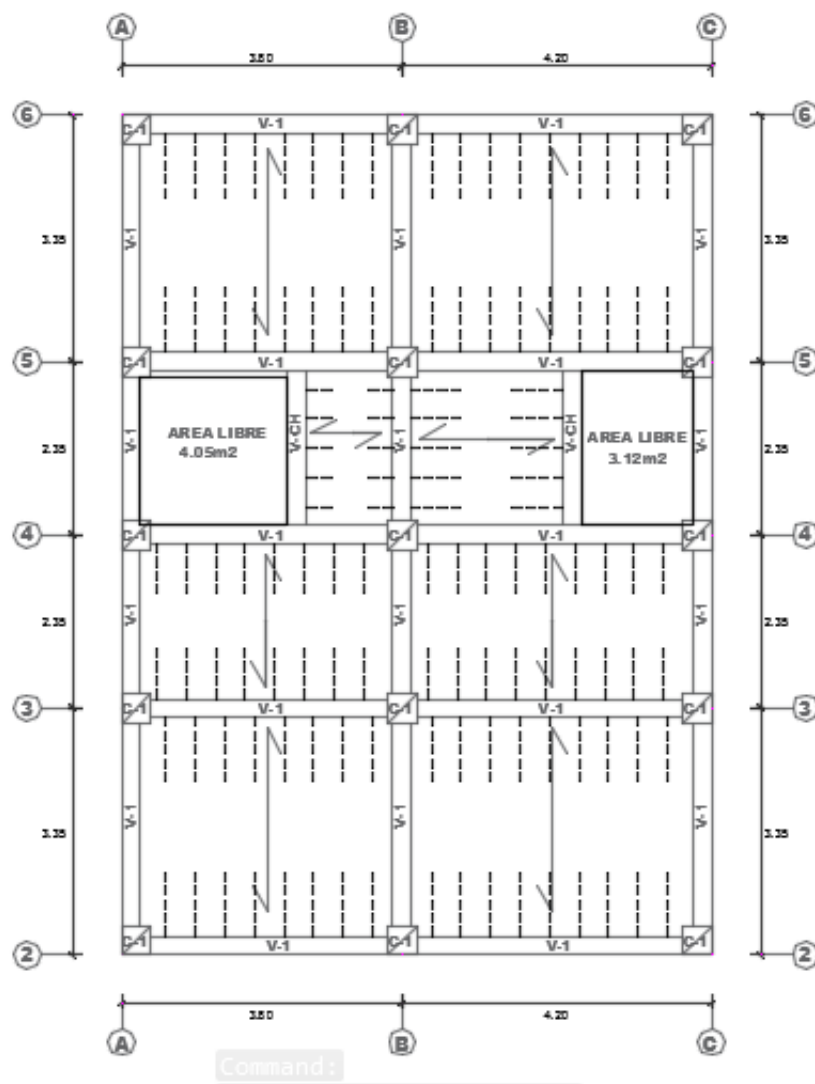 A B C
3.80 4.20
6 C-1 V-1 C-1 V-1 C-1 6
3.35 V-1 V-1 V-1 3.35
5 C-1 V-1 C-1 V-1 C-1 5
2.35 V-1 AREA LIBRE V-CH V-1 V-CH AREA LIBRE V-1 2.35
4.05m2 3.12m2
4 C-1 V-1 C-1 V-1 C-1 4
2.35 V-1 V-1 V-1 2.35
3 C-1 V-1 C-1 V-1 C-1 3
3.35 V-1 V-1 V-1 3.35
2 C-1 V-1 C-1 V-1 C-1 2
3.80 4.20
A B C
Command: